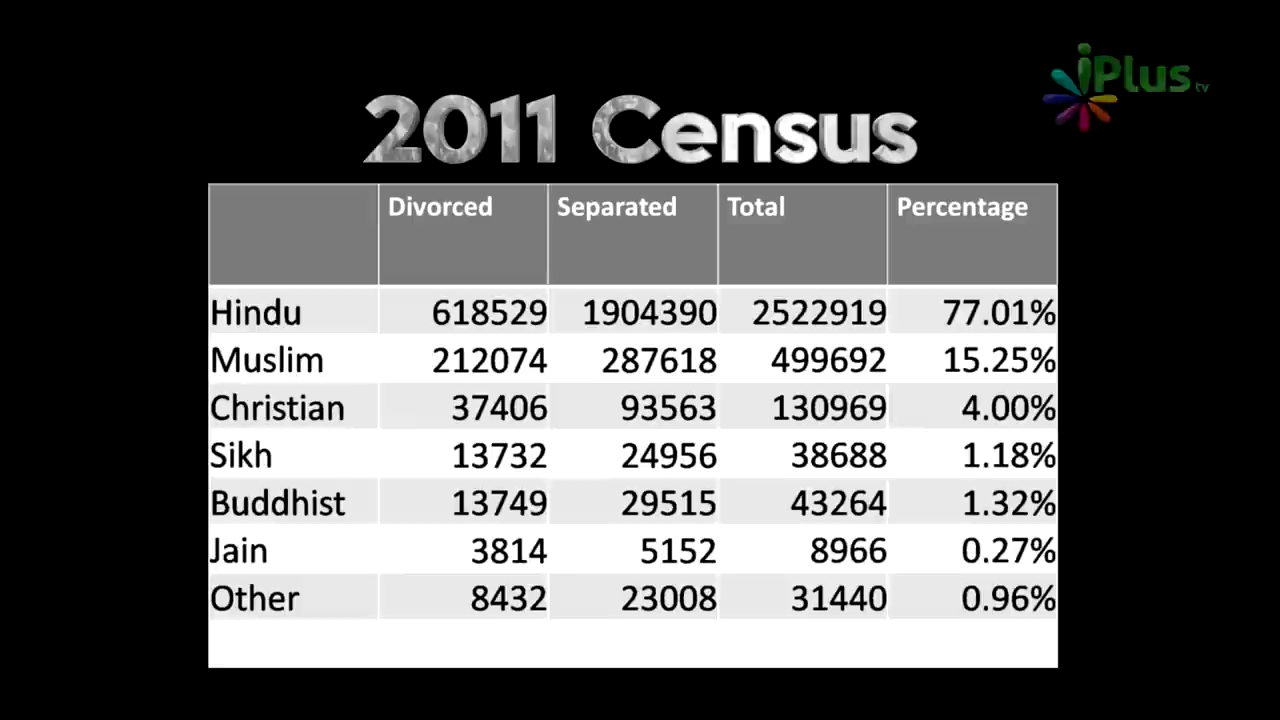 iPlus tv
2011 Census
Divorced Separated Total Percentage
Hindu 618529 1904390 2522919 77.01%
Muslim 212074 287618 499692 15.25%
Christian 37406 93563 130969 4.00%
Sikh 13732 24956 38688 1.18%
Buddhist 13749 29515 43264 1.32%
Jain 3814 5152 8966 0.27%
Other 8432 23008 31440 0.96%